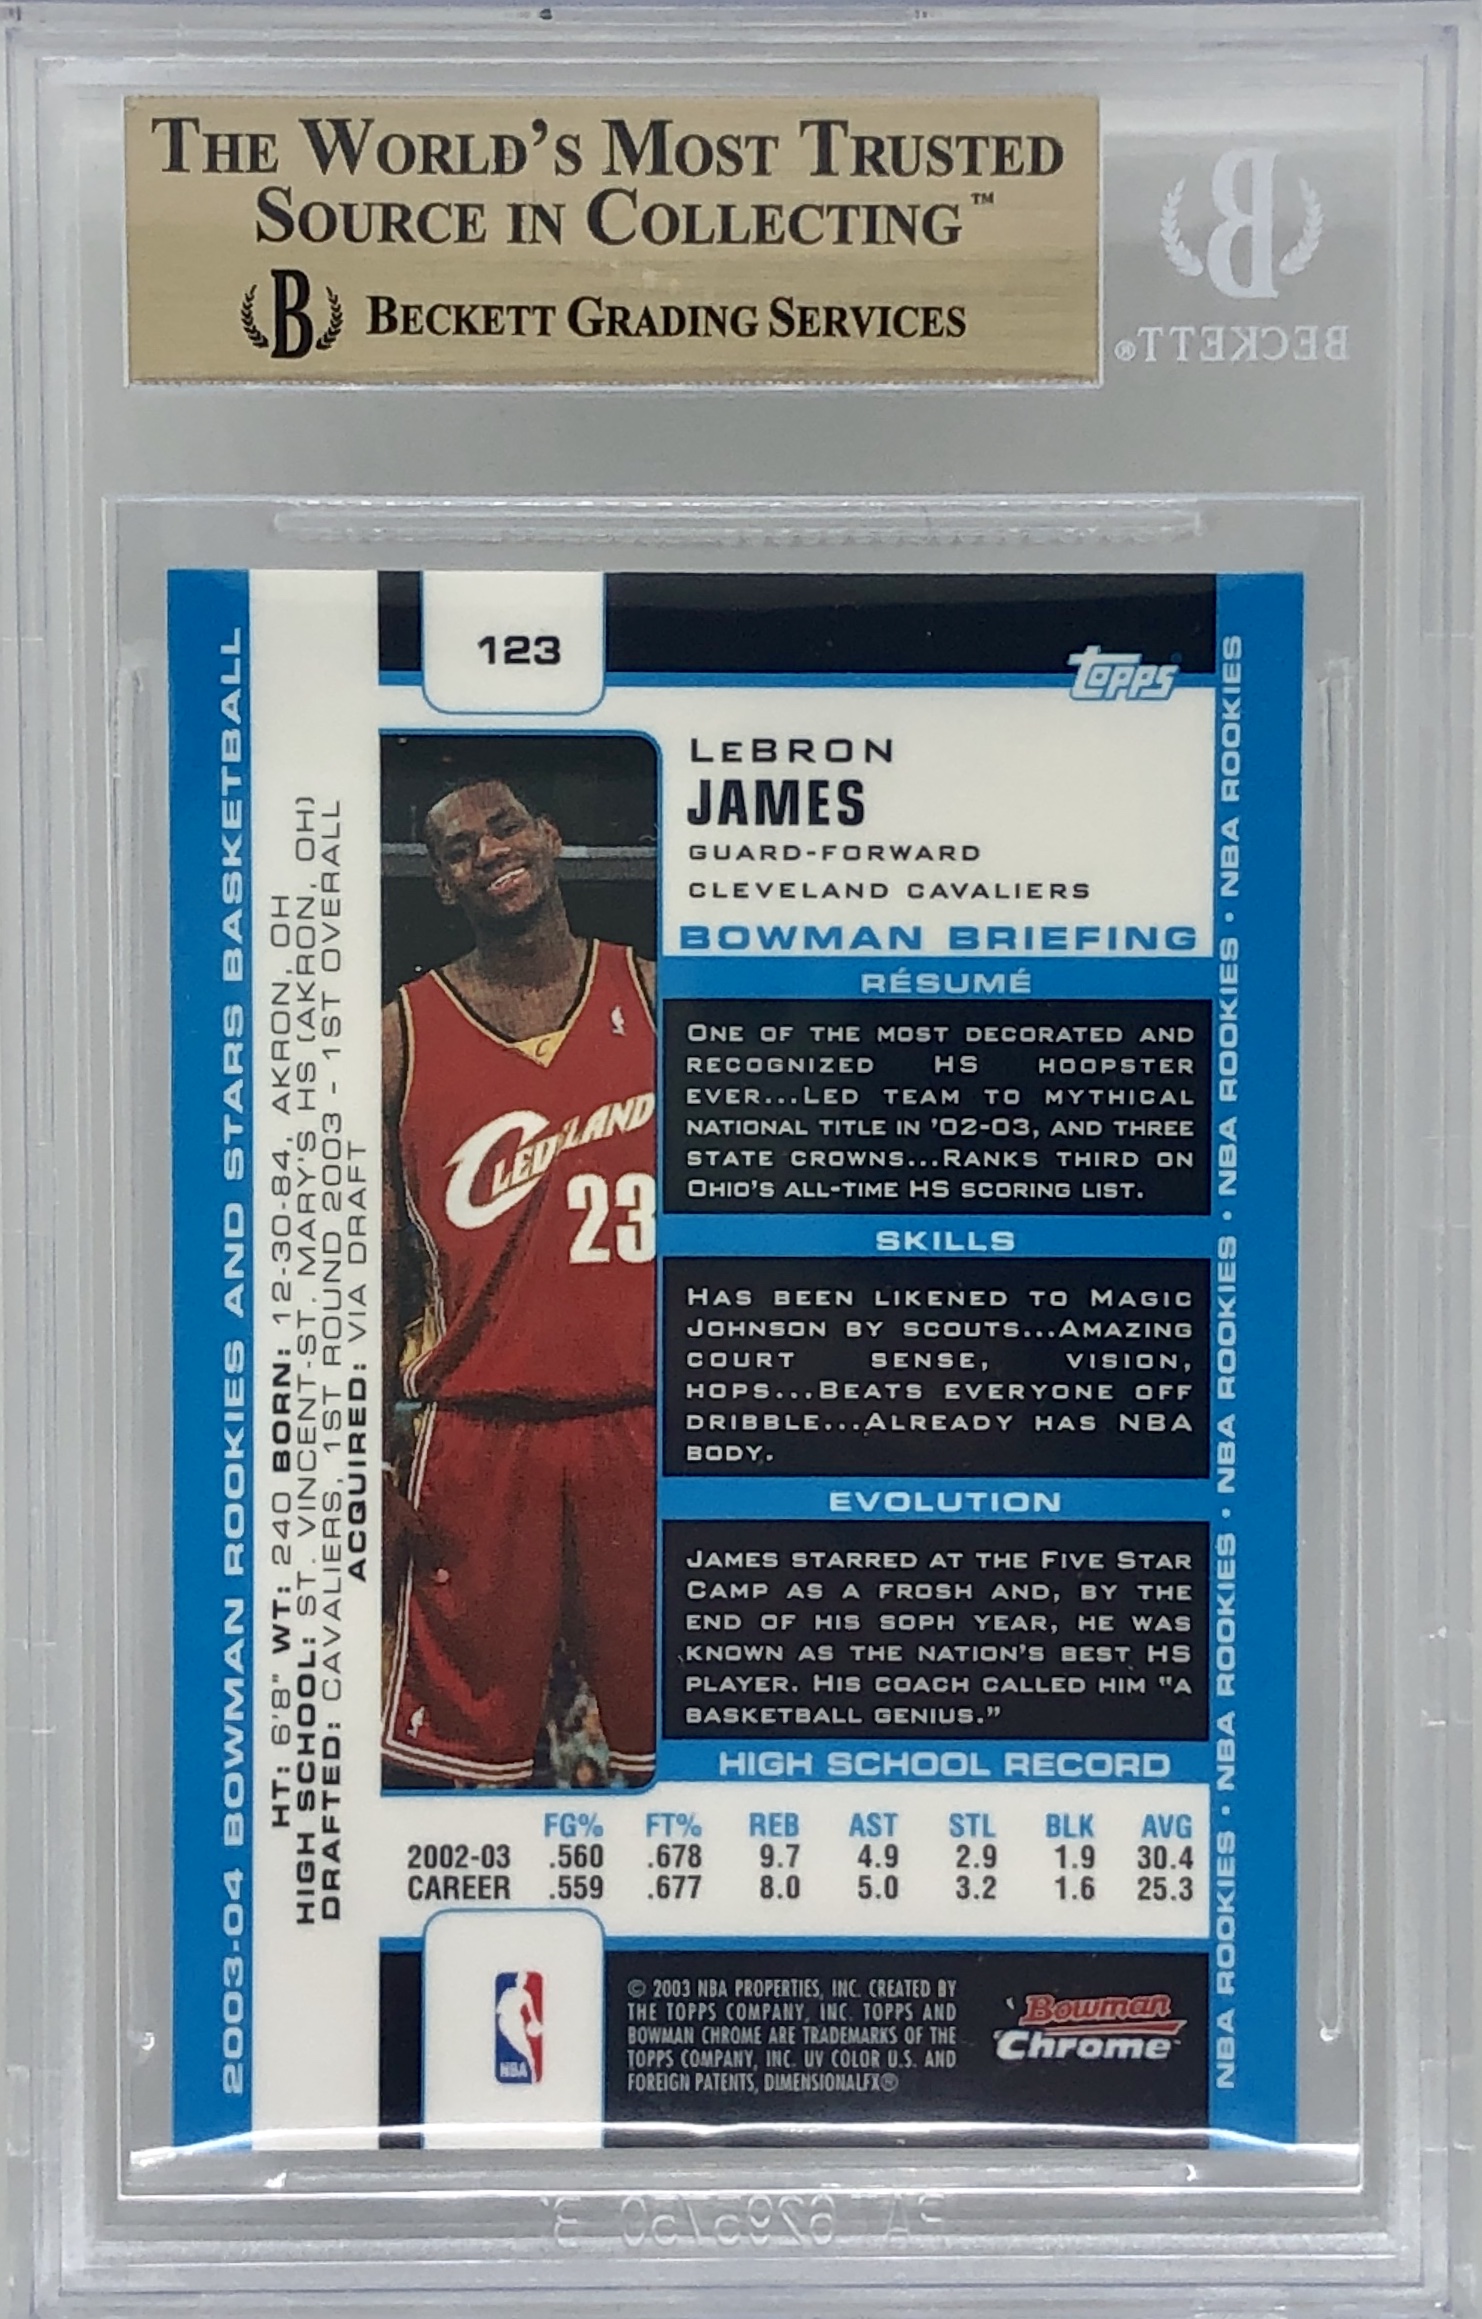 THE WORLD'S MOST TRUSTED
SOURCE IN COLLECTING™
B BECKETT GRADING SERVICES
B
BECKETT®
2003-04 BOWMAN ROOKIES AND STARS BASKETBALL
HT: 6'8" WT: 240 BORN: 12-30-84, AKRON, OH
HIGH SCHOOL: ST. VINCENT-ST. MARY'S HS (AKRON, OH)
DRAFTED: CAVALIERS, 1ST ROUND 2003 - 1ST OVERALL
ACQUIRED: VIA DRAFT
123
TOPPS
LEBRON
JAMES
GUARD-FORWARD
CLEVELAND CAVALIERS
BOWMAN BRIEFING
RÉSUMÉ
ONE OF THE MOST DECORATED AND
RECOGNIZED HS HOOPSTER
EVER...LED TEAM TO MYTHICAL
NATIONAL TITLE IN '02-03, AND THREE
STATE CROWNS...RANKS THIRD ON
OHIO'S ALL-TIME HS SCORING LIST.
SKILLS
HAS BEEN LIKENED TO MAGIC
JOHNSON BY SCOUTS...AMAZING
COURT SENSE, VISION,
HOPS...BEATS EVERYONE OFF
DRIBBLE...ALREADY HAS NBA
BODY.
EVOLUTION
JAMES STARRED AT THE FIVE STAR
CAMP AS A FROSH AND, BY THE
END OF HIS SOPH YEAR, HE WAS
KNOWN AS THE NATION'S BEST HS
PLAYER. HIS COACH CALLED HIM "A
BASKETBALL GENIUS."
HIGH SCHOOL RECORD
FG% FT% REB AST STL BLK AVG
2002-03 .560 .678 9.7 4.9 2.9 1.9 30.4
CAREER .559 .677 8.0 5.0 3.2 1.6 25.3
NBA
© 2003 NBA PROPERTIES, INC. CREATED BY
THE TOPPS COMPANY, INC. TOPPS AND
BOWMAN CHROME ARE TRADEMARKS OF THE
TOPPS COMPANY, INC. UV COLOR U.S. AND
FOREIGN PATENTS, DIMENSIONALFX®
Bowman
Chrome
NBA ROOKIES • NBA ROOKIES • NBA ROOKIES • NBA ROOKIES • NBA ROOKIES • NBA ROOKIES
C
23